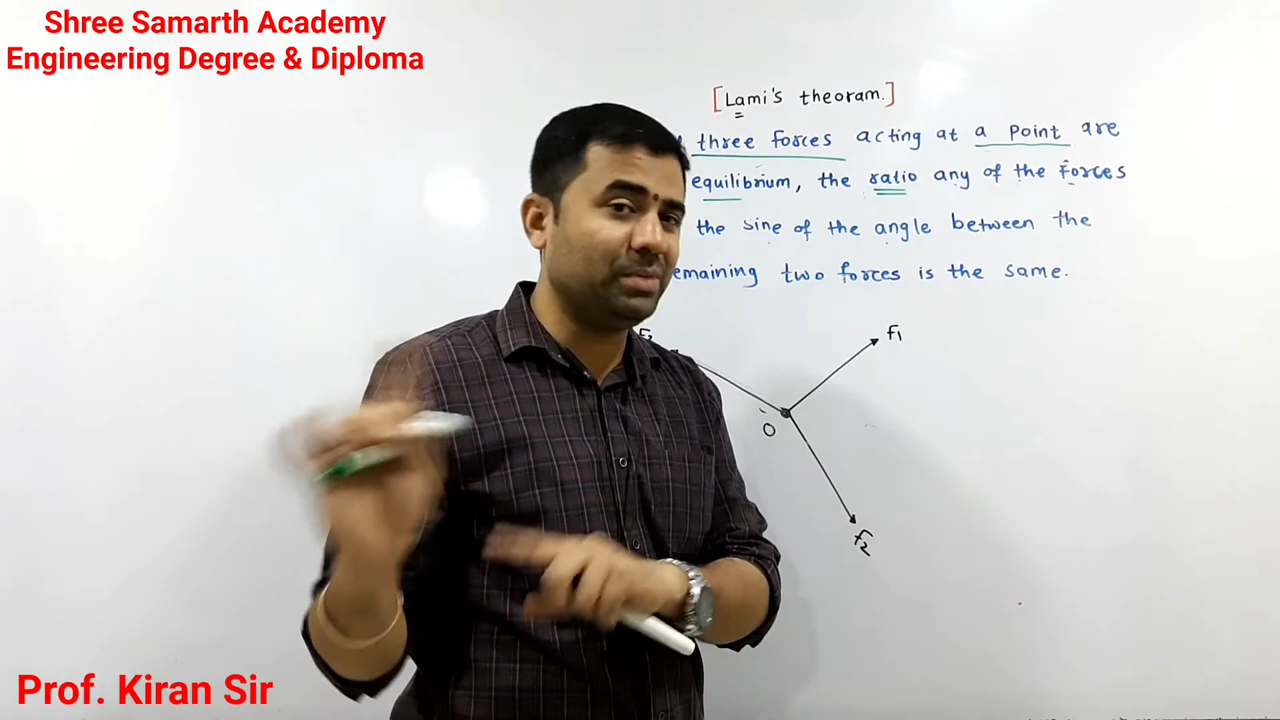 Shree Samarth Academy
Engineering Degree & Diploma
[Lami's theoram.]
three forces acting at a Point are
equilibrium, the ratio any of the forces
the sine of the angle between the
emaining two forces is the same.
F1
O
F2
Prof. Kiran Sir